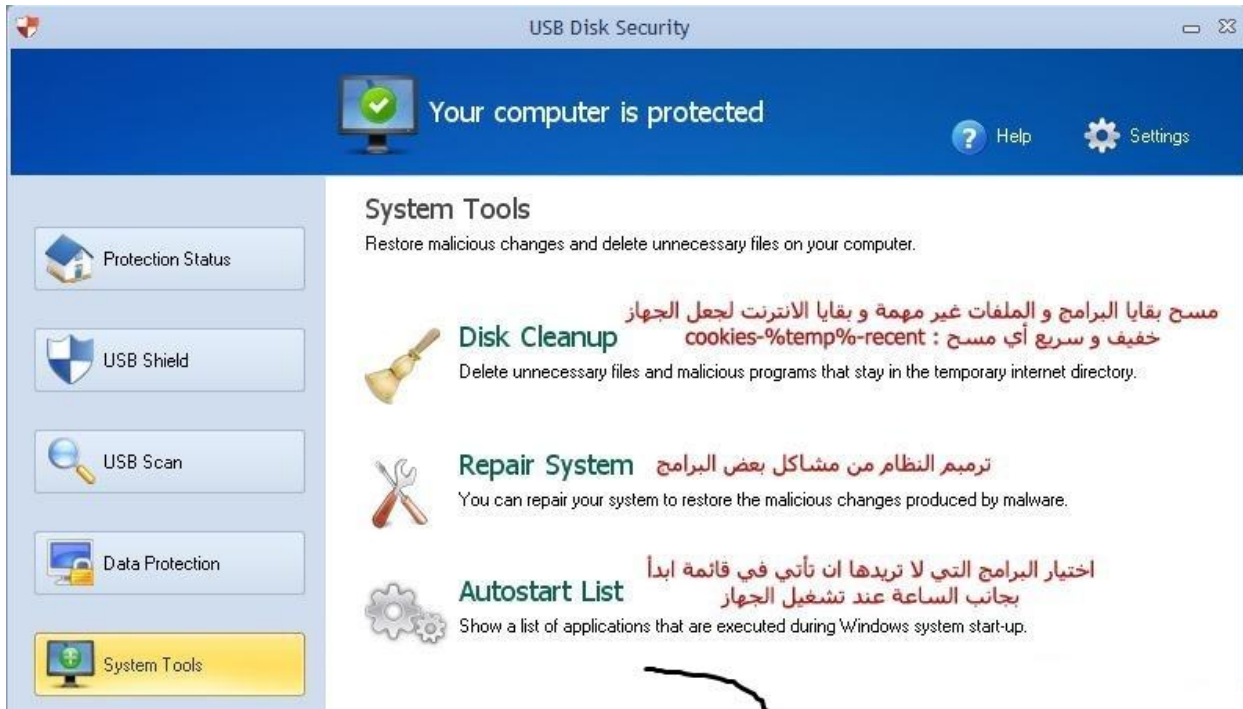 USB Disk Security
Your computer is protected
Help
Settings
Protection Status
USB Shield
USB Scan
Data Protection
System Tools
System Tools
Restore malicious changes and delete unnecessary files on your computer.
مسح بقايا البرامج و الملفات غير مهمة و بقايا الانترنت لجعل الجهاز
خفيف و سريع أي مسح : cookies-%temp%-recent
Disk Cleanup
Delete unnecessary files and malicious programs that stay in the temporary internet directory.
Repair System ترميم النظام من مشاكل بعض البرامج
You can repair your system to restore the malicious changes produced by malware.
اختيار البرامج التي لا تريدها ان تأتي في قائمة ابدأ
بجانب الساعة عند تشغيل الجهاز
Autostart List
Show a list of applications that are executed during Windows system start-up.